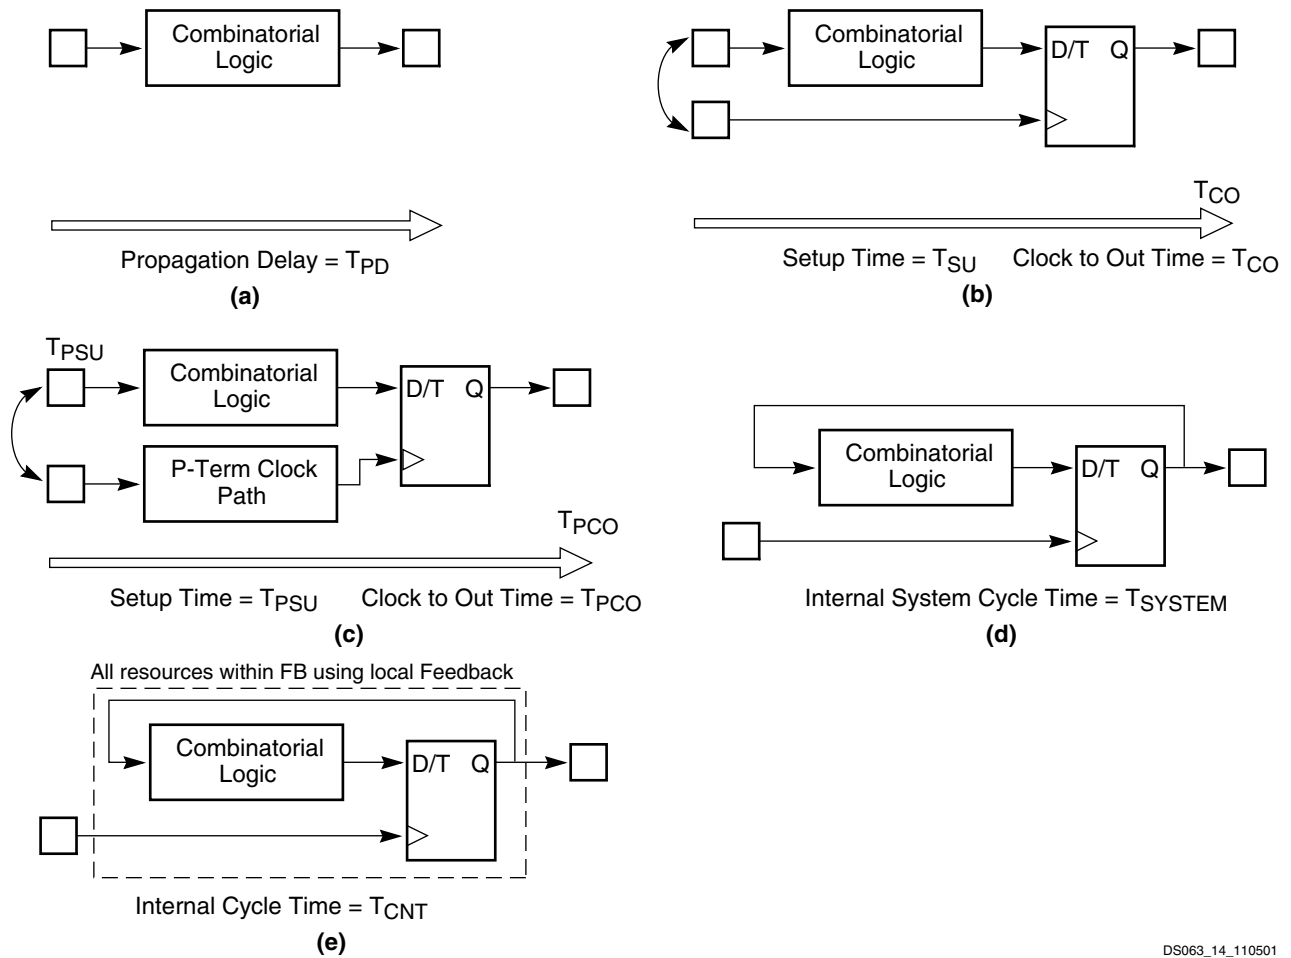 Combinatorial
Logic
Propagation Delay = TPD
(a)
Combinatorial
Logic
D/T Q
TCO
Setup Time = TSU Clock to Out Time = TCO
(b)
TPSU
Combinatorial
Logic
D/T Q
P-Term Clock
Path
TPCO
Setup Time = TPSU Clock to Out Time = TPCO
(c)
Combinatorial
Logic
D/T Q
Internal System Cycle Time = TSYSTEM
(d)
All resources within FB using local Feedback
Combinatorial
Logic
D/T Q
Internal Cycle Time = TCNT
(e)
DS063_14_110501